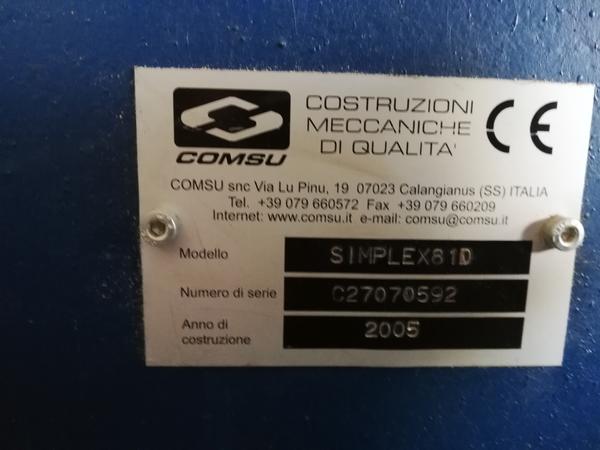 COSTRUZIONI
MECCANICHE
DI QUALITA'
CE
COMSU
COMSU snc Via Lu Pinu, 19 07023 Calangianus (SS) ITALIA
Tel. +39 079 660572 Fax +39 079 660209
Internet: www.comsu.it e-mail: comsu@comsu.it
Modello SIMPLEX81D
Numero di serie C27070592
Anno di
costruzione 2005